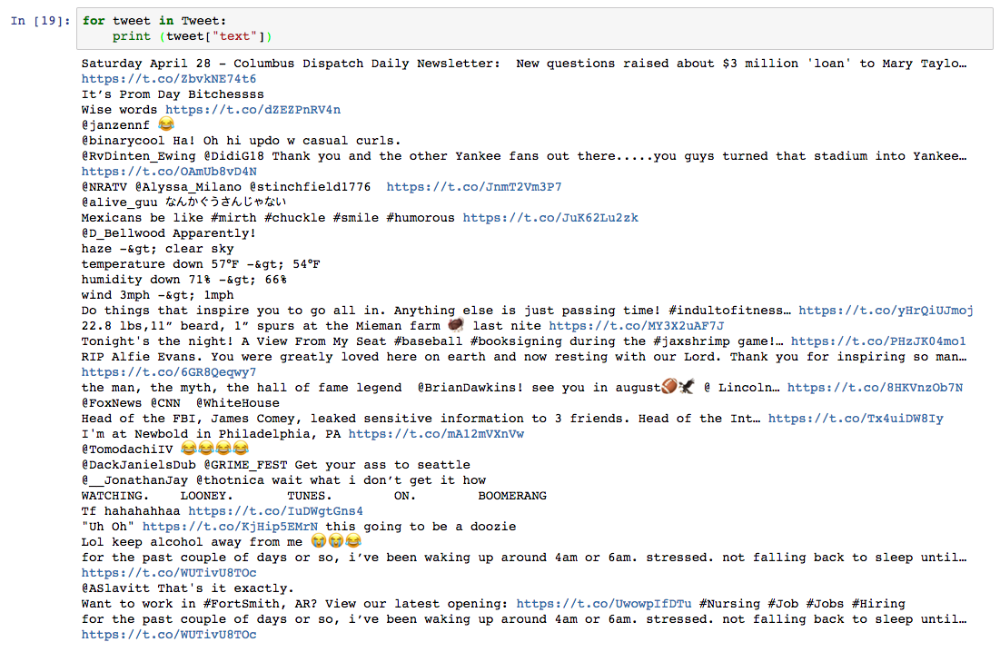 In [19]: for tweet in Tweet:
print (tweet["text"])
Saturday April 28 - Columbus Dispatch Daily Newsletter:  New questions raised about $3 million 'loan' to Mary Taylo…
https://t.co/ZbvkNE74t6
It's Prom Day Bitchessss
Wise words https://t.co/dZEZPnRV4n
@janzennf 😂
@binarycool Ha! Oh hi updo w casual curls.
@RvDinten_Ewing @DidiG18 Thank you and the other Yankee fans out there.....you guys turned that stadium into Yankee…
https://t.co/OAmUb8vD4N
@NRATV @Alyssa_Milano @stinchfield1776  https://t.co/JnmT2Vm3P7
@alive_guu なんかぐうさんじゃない
Mexicans be like #mirth #chuckle #smile #humorous https://t.co/JuK62Lu2zk
@D_Bellwood Apparently!
haze -&gt; clear sky
temperature down 57°F -&gt; 54°F
humidity down 71% -&gt; 66%
wind 3mph -&gt; 1mph
Do things that inspire you to go all in. Anything else is just passing time! #indultofitness… https://t.co/yHrQiUJmoj
22.8 lbs,11” beard, 1” spurs at the Mieman farm 🦃 last nite https://t.co/MY3X2uAF7J
Tonight's the night! A View From My Seat #baseball #booksigning during the #jaxshrimp game!… https://t.co/PHzJK04mol
RIP Alfie Evans. You were greatly loved here on earth and now resting with our Lord. Thank you for inspiring so man…
https://t.co/6GR8Qeqwy7
the man, the myth, the hall of fame legend  @BrianDawkins! see you in august🏈🦅 @ Lincoln… https://t.co/8HKVnzOb7N
@FoxNews @CNN  @WhiteHouse
Head of the FBI, James Comey, leaked sensitive information to 3 friends. Head of the Int… https://t.co/Tx4uiDW8Iy
I'm at Newbold in Philadelphia, PA https://t.co/mA12mVXnVw
@TomodachiIV 😂😂😂😂
@DackJanielsDub @GRIME_FEST Get your ass to seattle
@__JonathanJay @thotnica wait what i don’t get it how
WATCHING.    LOONEY.       TUNES.        ON.        BOOMERANG
Tf hahahahhaa https://t.co/IuDWgtGns4
"Uh Oh" https://t.co/KjHip5EMrN this going to be a doozie
Lol keep alcohol away from me 😭😭😂
for the past couple of days or so, i’ve been waking up around 4am or 6am. stressed. not falling back to sleep until…
https://t.co/WUTivU8TOc
@ASlavitt That's it exactly.
Want to work in #FortSmith, AR? View our latest opening: https://t.co/UwowpIfDTu #Nursing #Job #Jobs #Hiring
for the past couple of days or so, i’ve been waking up around 4am or 6am. stressed. not falling back to sleep until…
https://t.co/WUTivU8TOc